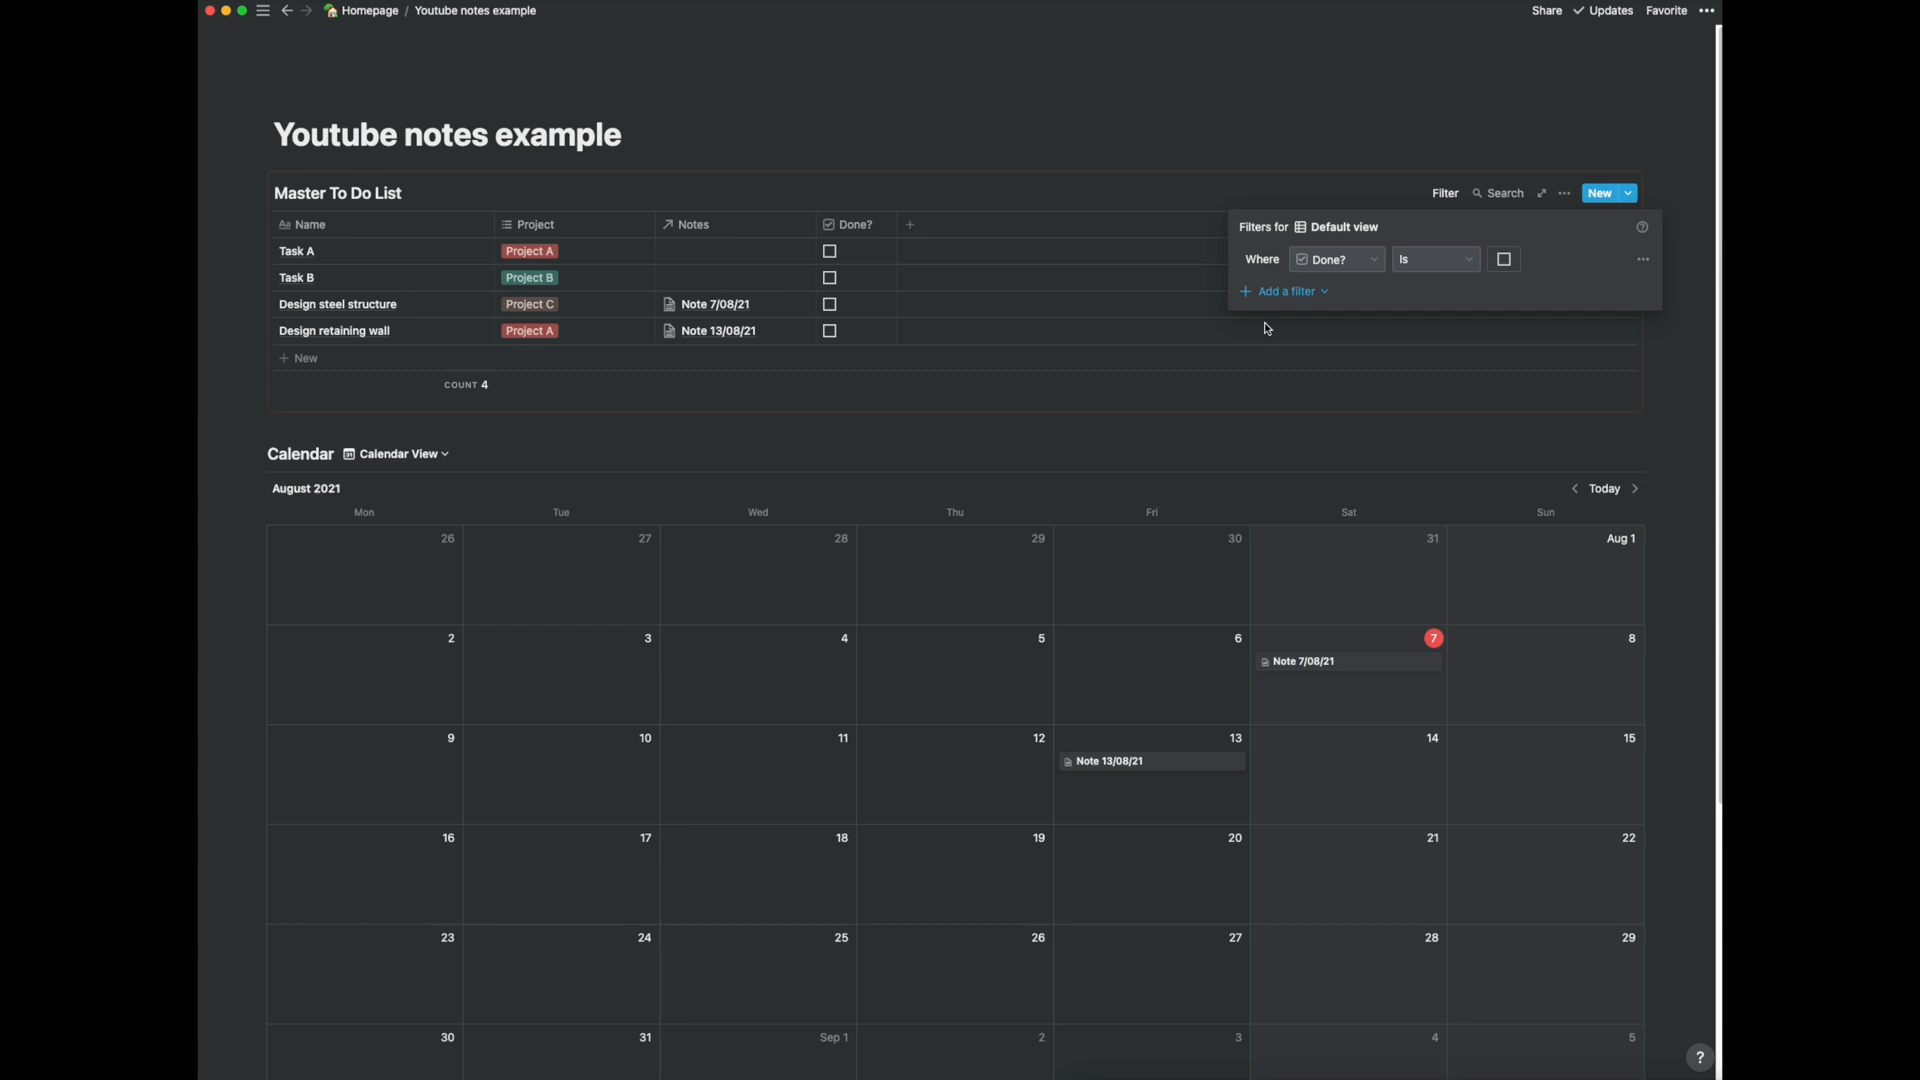 Homepage / Youtube notes example
Share Updates Favorite
Youtube notes example
Master To Do List
Filter Search New
Aa Name Project Notes Done?
Filters for Default view
Task A Project A
Where Done? Is
Task B Project B
+ Add a filter
Design steel structure Project C Note 7/08/21
Design retaining wall Project A Note 13/08/21
+ New
COUNT 4
Calendar Calendar View
August 2021
Today
Mon Tue Wed Thu Fri Sat Sun
26 27 28 29 30 31 Aug 1
2 3 4 5 6 7 8
Note 7/08/21
9 10 11 12 13 14 15
Note 13/08/21
16 17 18 19 20 21 22
23 24 25 26 27 28 29
30 31 Sep 1 2 3 4 5
?